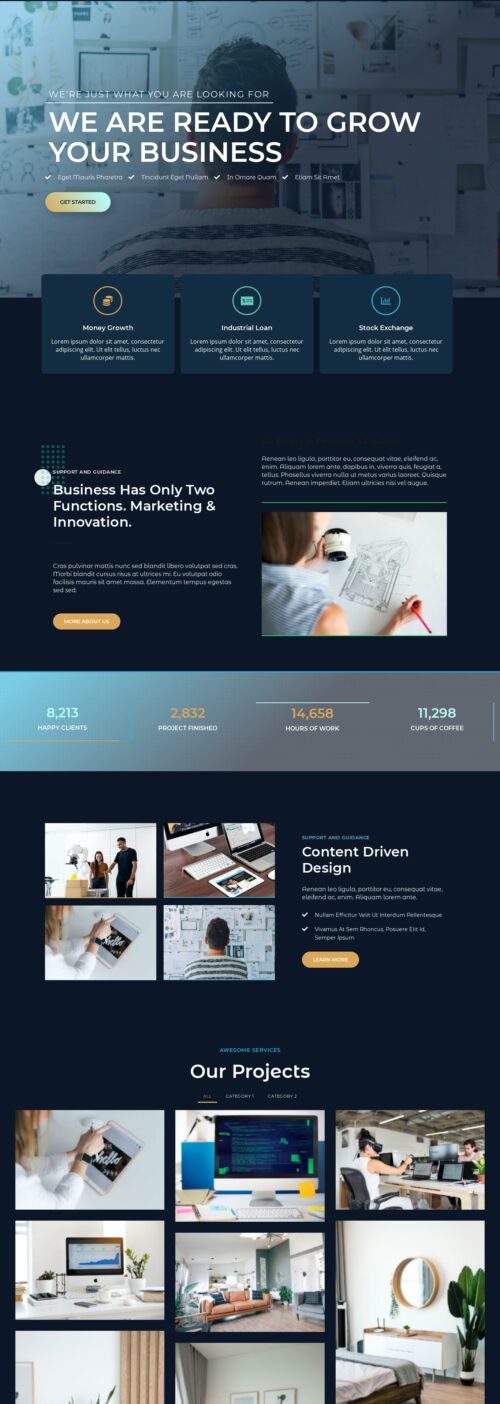 WE'RE JUST WHAT YOU ARE LOOKING FOR
WE ARE READY TO GROW
YOUR BUSINESS
Eget Mauris Pharetra Tincidunt Eget Nullam In Ornare Quam Etiam Sit Amet
GET STARTED
Money Growth
Lorem ipsum dolor sit amet, consectetur
adipiscing elit. Ut elit tellus, luctus nec
ullamcorper mattis.
Industrial Loan
Lorem ipsum dolor sit amet, consectetur
adipiscing elit. Ut elit tellus, luctus nec
ullamcorper mattis.
Stock Exchange
Lorem ipsum dolor sit amet, consectetur
adipiscing elit. Ut elit tellus, luctus nec
ullamcorper mattis.
SUPPORT AND GUIDANCE
Business Has Only Two
Functions. Marketing &
Innovation.
Cras pulvinar mattis nunc sed blandit libero volutpat sed cras.
Morbi blandit cursus risus at ultrices mi. Eu volutpat odio
facilisis mauris sit amet massa. Elementum tempus egestas
sed sed.
MORE ABOUT US
Aenean leo ligula, porttitor eu, consequat vitae, eleifend ac,
enim. Aliquam lorem ante, dapibus in, viverra quis, feugiat a,
tellus. Phasellus viverra nulla ut metus varius laoreet. Quisque
rutrum. Aenean imperdiet. Etiam ultricies nisi vel augue.
8,213
HAPPY CLIENTS
2,832
PROJECT FINISHED
14,658
HOURS OF WORK
11,298
CUPS OF COFFEE
SUPPORT AND GUIDANCE
Content Driven
Design
Aenean leo ligula, porttitor eu, consequat vitae,
eleifend ac, enim. Aliquam lorem ante.
Nullam Efficitur Velit Ut Interdum Pellentesque
Vivamus At Sem Rhoncus, Posuere Elit Id,
Semper Ipsum
LEARN MORE
hello
AWESOME SERVICES
Our Projects
ALL CATEGORY 1 CATEGORY 2
hello